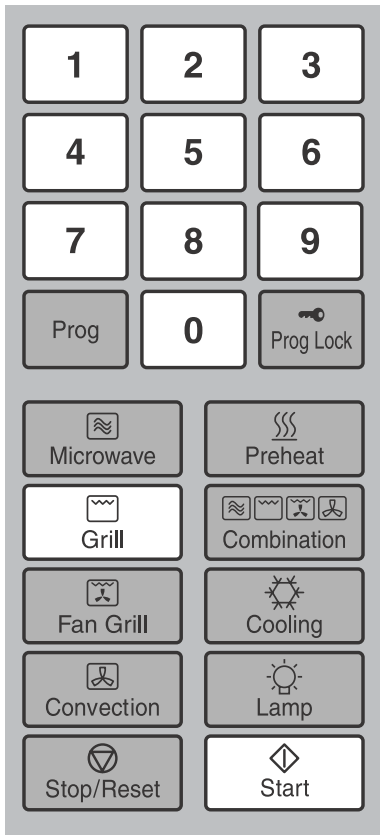 1 2 3
4 5 6
7 8 9
Prog 0 Prog Lock
Microwave Preheat
Grill Combination
Fan Grill Cooling
Convection Lamp
Stop/Reset Start